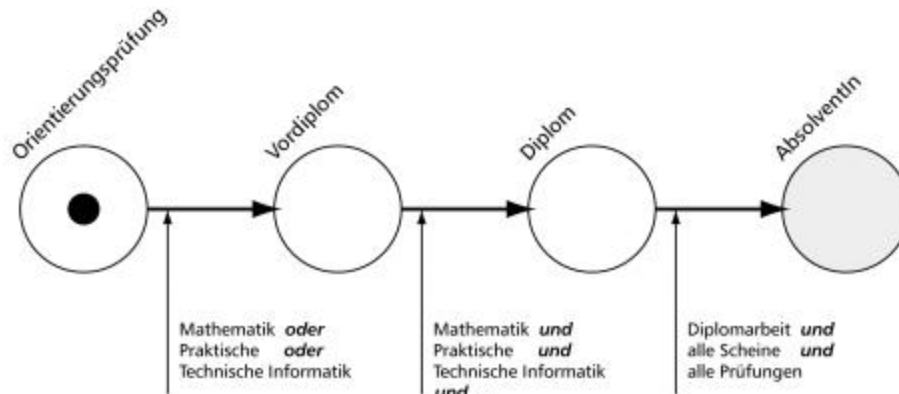 Orientierungsprüfung
Vordiplom
Diplom
AbsolventIn
Mathematik oder
Praktische oder
Technische Informatik
Mathematik und
Praktische und
Technische Informatik
und
Diplomarbeit und
alle Scheine und
alle Prüfungen